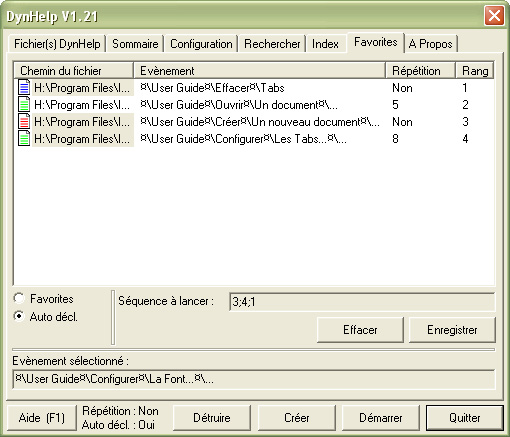 DynHelp V1.21
Fichier(s) DynHelp Sommaire Configuration Rechercher Index Favorites A Propos
Chemin du fichier Evènement Répétition Rang
H:\Program Files\I... ¤\User Guide¤\Effacer¤\Tabs Non 1
H:\Program Files\I... ¤\User Guide¤\Ouvrir¤\Un document¤\... 5 2
H:\Program Files\I... ¤\User Guide¤\Créer¤\Un nouveau document¤\... Non 3
H:\Program Files\I... ¤\User Guide¤\Configurer¤\Les Tabs...¤\... 8 4
Favorites
Auto décl.
Séquence à lancer : 3;4;1
Effacer Enregistrer
Evènement sélectionné :
¤\User Guide¤\Configurer¤\La Font...¤\...
Aide (F1)
Répétition : Non
Auto décl. : Oui
Détruire Créer Démarrer Quitter